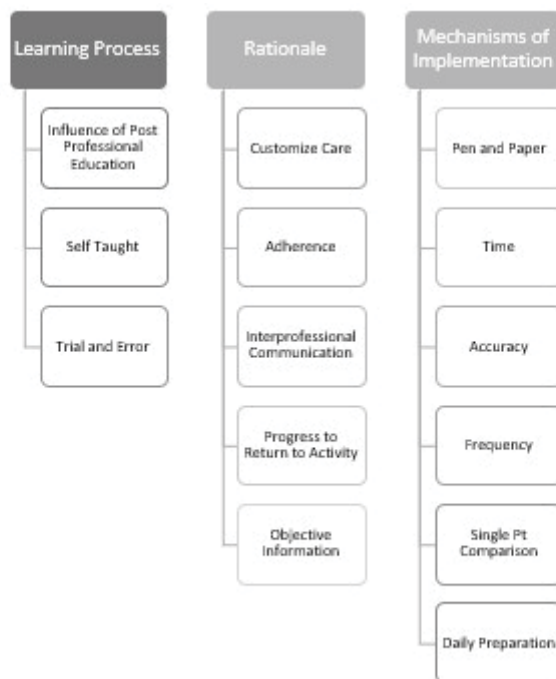 Learning Process
Influence of Post
Professional
Education
Self Taught
Trial and Error
Rationale
Customize Care
Adherence
Interprofessional
Communication
Progress to
Return to Activity
Objective
Information
Mechanisms of
Implementation
Pen and Paper
Time
Accuracy
Frequency
Single Pt
Comparison
Daily Preparation